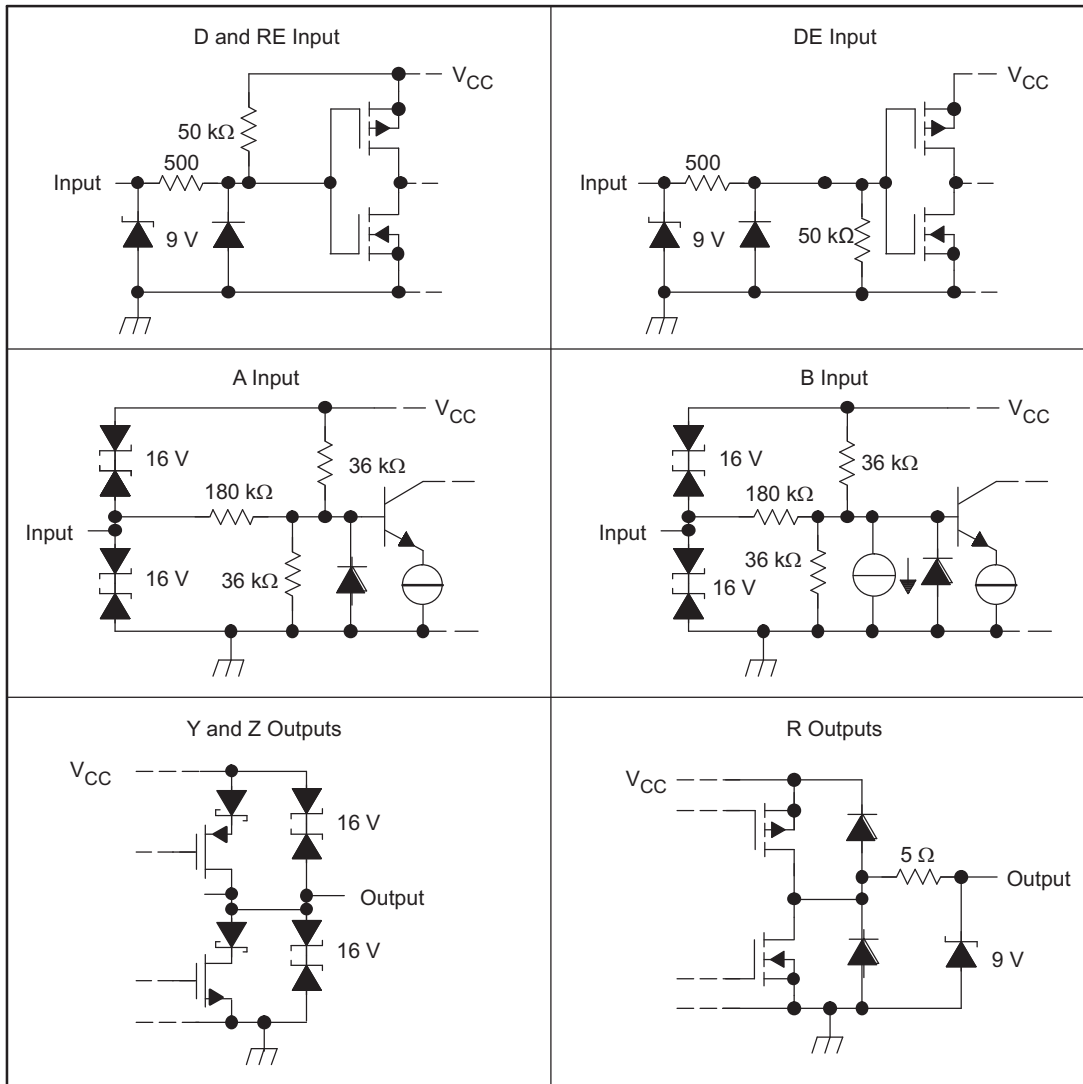 D and RE Input
V_CC
50 kΩ
500
Input
9 V
DE Input
V_CC
500
Input
9 V
50 kΩ
A Input
V_CC
16 V
36 kΩ
180 kΩ
Input
16 V
36 kΩ
B Input
V_CC
16 V
36 kΩ
180 kΩ
Input
36 kΩ
16 V
Y and Z Outputs
V_CC
16 V
Output
16 V
R Outputs
V_CC
5 Ω
Output
9 V